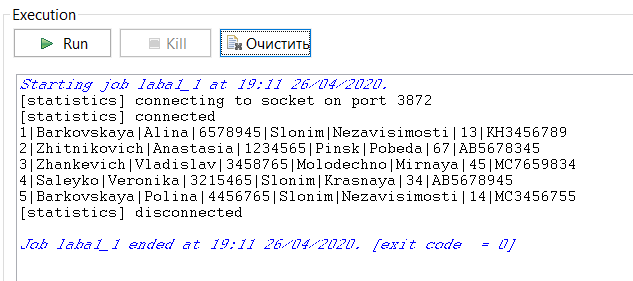 Execution
Run Kill Очистить
Starting job laba1_1 at 19:11 26/04/2020.
[statistics] connecting to socket on port 3872
[statistics] connected
1|Barkovskaya|Alina|6578945|Slonim|Nezavisimosti|13|KH3456789
2|Zhitnikovich|Anastasia|1234565|Pinsk|Pobeda|67|AB5678345
3|Zhankevich|Vladislav|3458765|Molodechno|Mirnaya|45|MC7659834
4|Saleyko|Veronika|3215465|Slonim|Krasnaya|34|AB5678945
5|Barkovskaya|Polina|4456765|Slonim|Nezavisimosti|14|MC3456755
[statistics] disconnected
Job laba1_1 ended at 19:11 26/04/2020. [exit code  = 0]